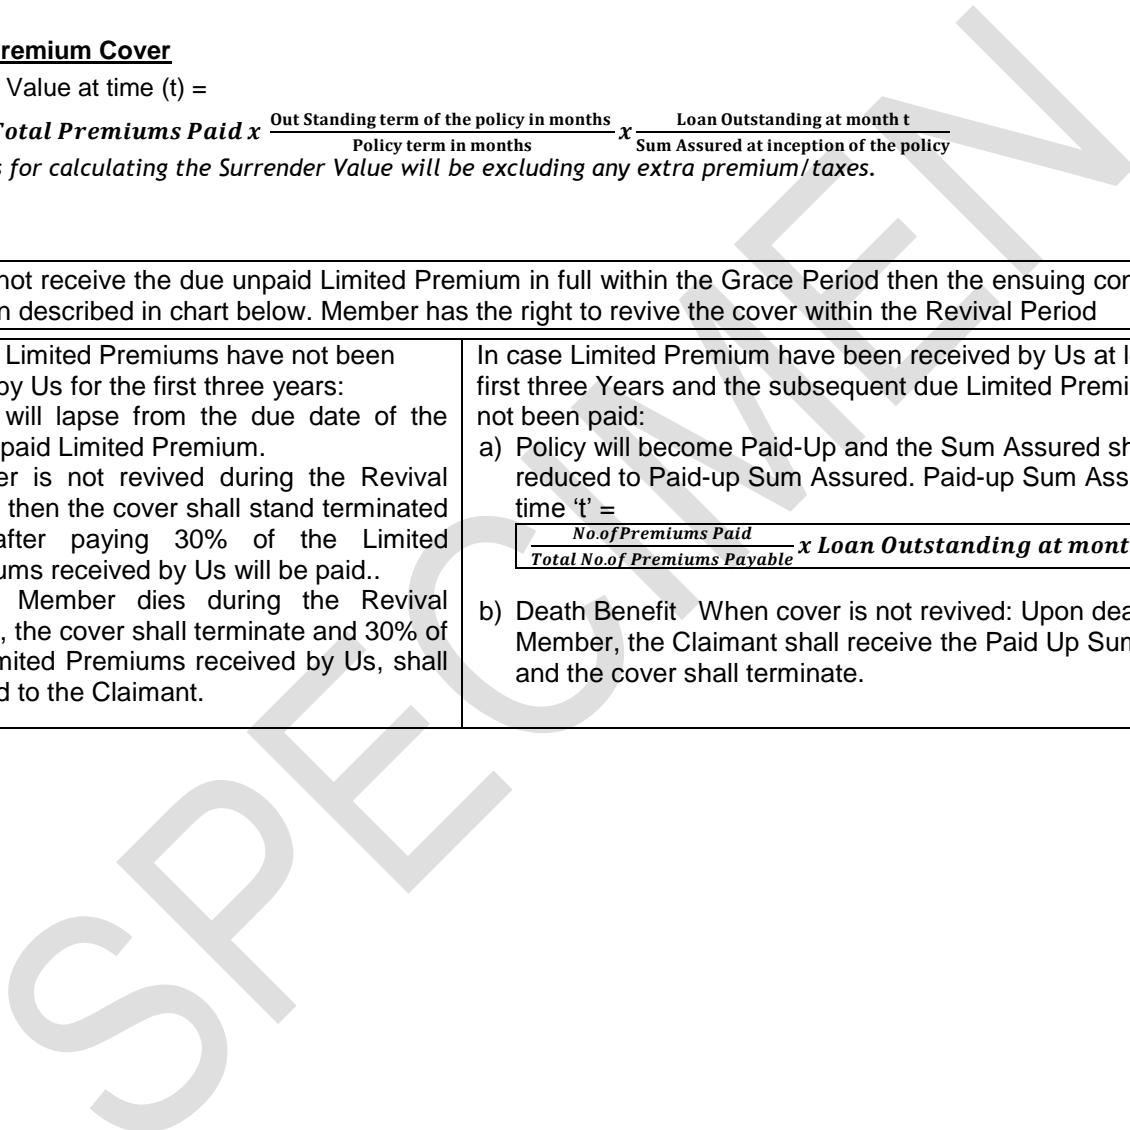 remium Cover
Value at time (t) =
Total Premiums Paid x Out Standing term of the policy in months / Policy term in months x Loan Outstanding at month t / Sum Assured at inception of the policy
s for calculating the Surrender Value will be excluding any extra premium/taxes.
not receive the due unpaid Limited Premium in full within the Grace Period then the ensuing con
n described in chart below. Member has the right to revive the cover within the Revival Period
Limited Premiums have not been
by Us for the first three years:
will lapse from the due date of the
paid Limited Premium.
er is not revived during the Revival
then the cover shall stand terminated
after paying 30% of the Limited
ums received by Us will be paid..
Member dies during the Revival
, the cover shall terminate and 30% of
mited Premiums received by Us, shall
d to the Claimant.
In case Limited Premium have been received by Us at l
first three Years and the subsequent due Limited Premi
not been paid:
a) Policy will become Paid-Up and the Sum Assured sh
reduced to Paid-up Sum Assured. Paid-up Sum Ass
time ‘t’ =
No.of Premiums Paid / Total No.of Premiums Payable x Loan Outstanding at mont
b) Death Benefit When cover is not revived: Upon dea
Member, the Claimant shall receive the Paid Up Sum
and the cover shall terminate.
SPECIMEN